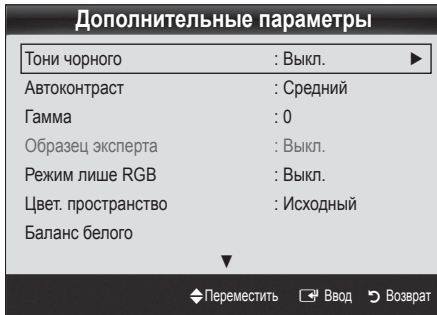 Дополнительные параметры
Тони чорного : Выкл. ►
Автоконтраст : Средний
Гамма : 0
Образец эксперта : Выкл.
Режим лише RGB : Выкл.
Цвет. пространство : Исходный
Баланс белого
▼
Переместить Ввод Возврат